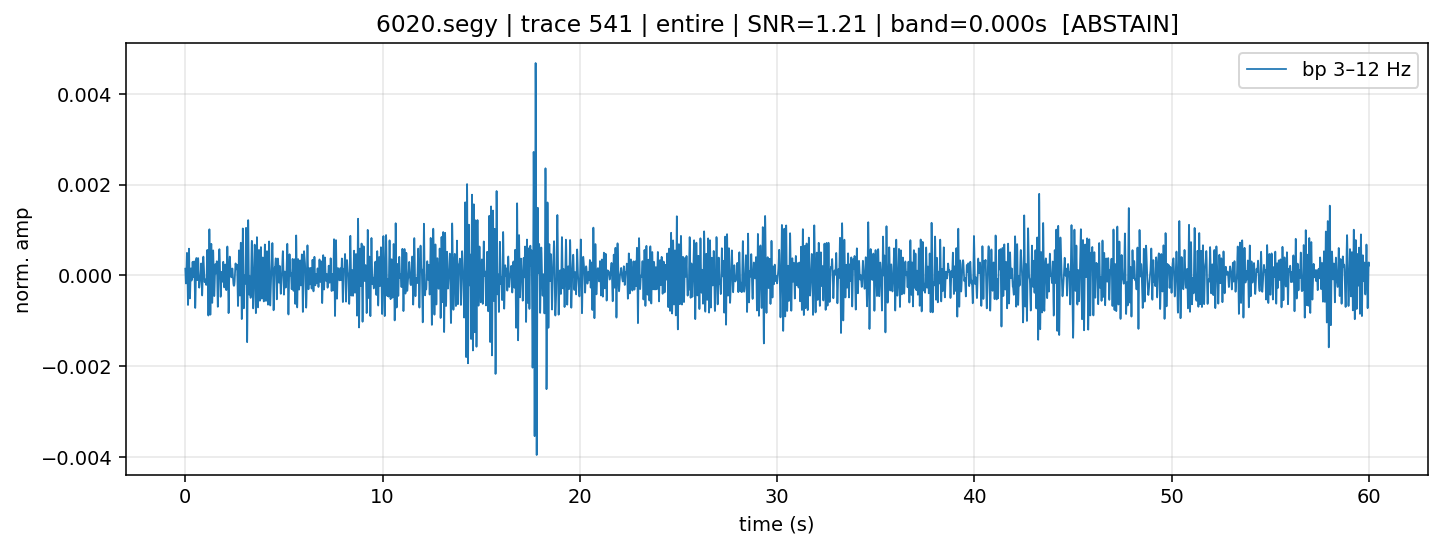 6020.segy | trace 541 | entire | SNR=1.21 | band=0.000s  [ABSTAIN]
bp 3–12 Hz
norm. amp
0.004
0.002
0.000
−0.002
−0.004
0 10 20 30 40 50 60
time (s)